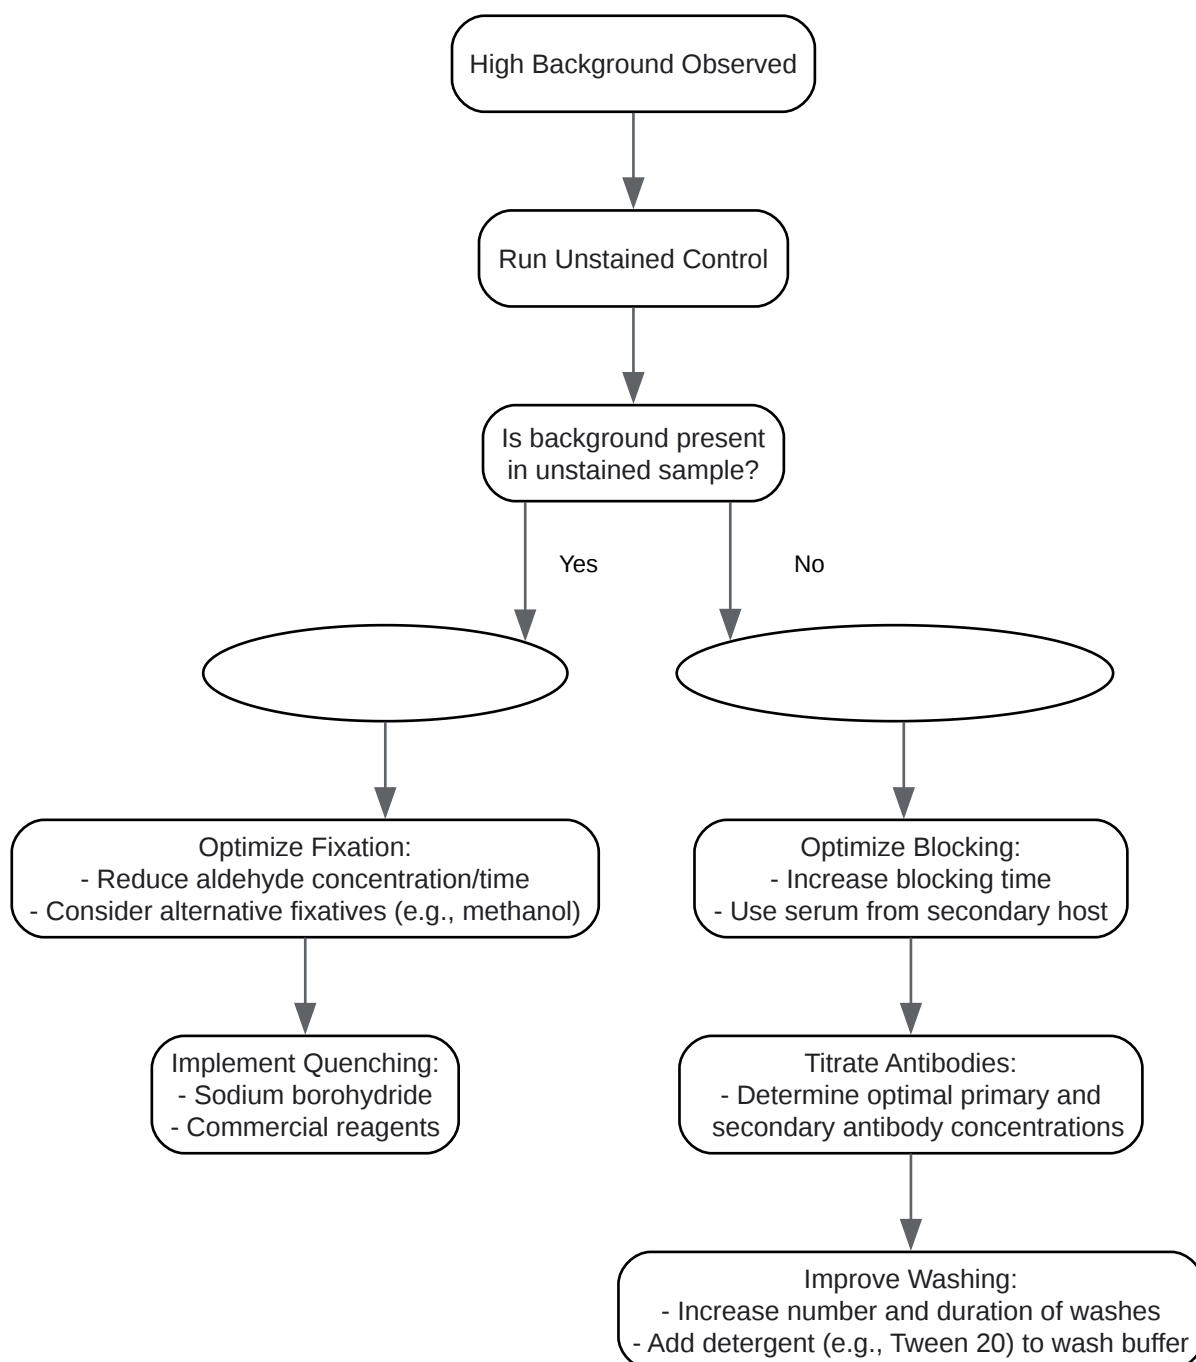 High Background Observed
Run Unstained Control
Is background present
in unstained sample?
Yes
No
Optimize Fixation:
- Reduce aldehyde concentration/time
- Consider alternative fixatives (e.g., methanol)
Optimize Blocking:
- Increase blocking time
- Use serum from secondary host
Implement Quenching:
- Sodium borohydride
- Commercial reagents
Titrate Antibodies:
- Determine optimal primary and
secondary antibody concentrations
Improve Washing:
- Increase number and duration of washes
- Add detergent (e.g., Tween 20) to wash buffer